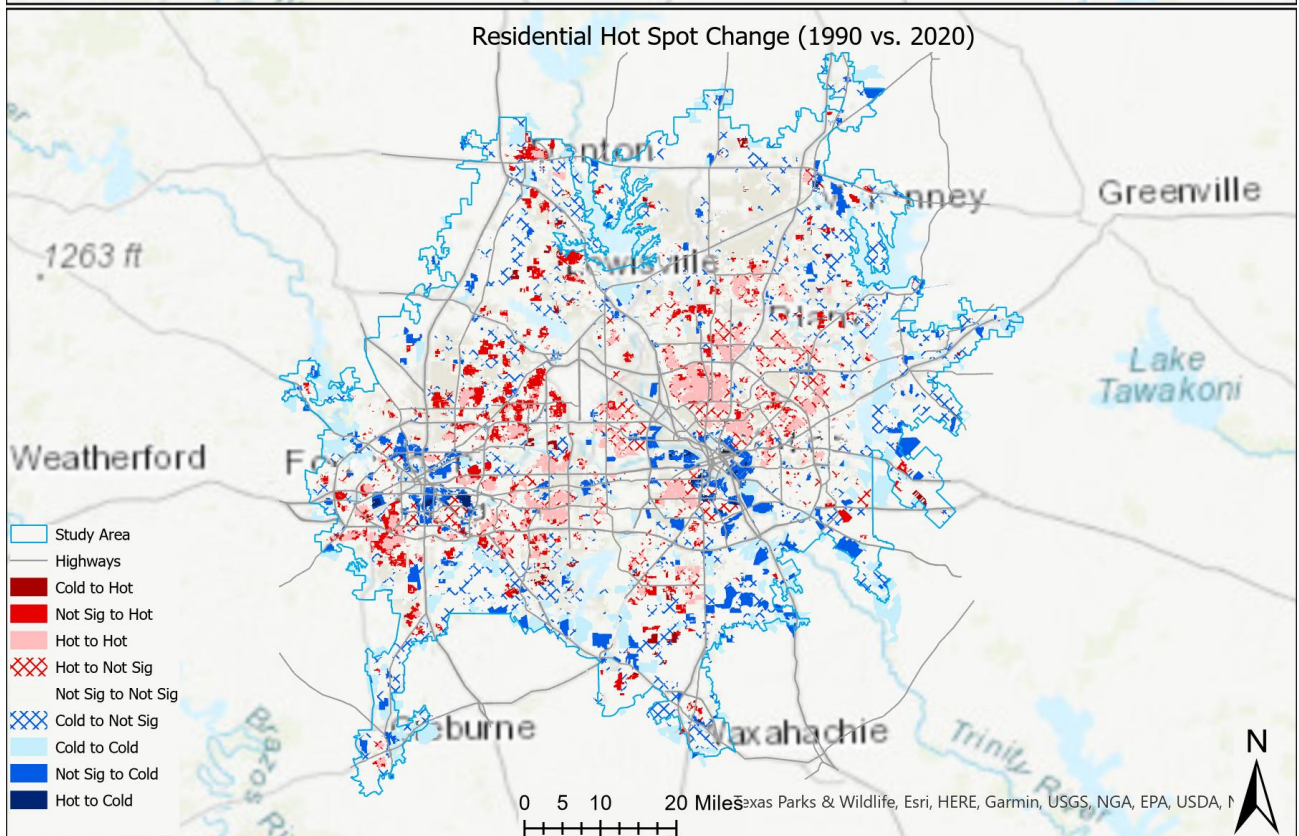 Residential Hot Spot Change (1990 vs. 2020)
Denton
McKinney
Greenville
1263 ft
Lewisville
Plano
Lake
Tawakoni
Weatherford
Study Area
Highways
Cold to Hot
Not Sig to Hot
Hot to Hot
Hot to Not Sig
Not Sig to Not Sig
Cold to Not Sig
Cold to Cold
Not Sig to Cold
Hot to Cold
Cleburne
Waxahachie
Brazos
Trinity River
N
0 5 10 20 Miles
Texas Parks & Wildlife, Esri, HERE, Garmin, USGS, NGA, EPA, USDA,